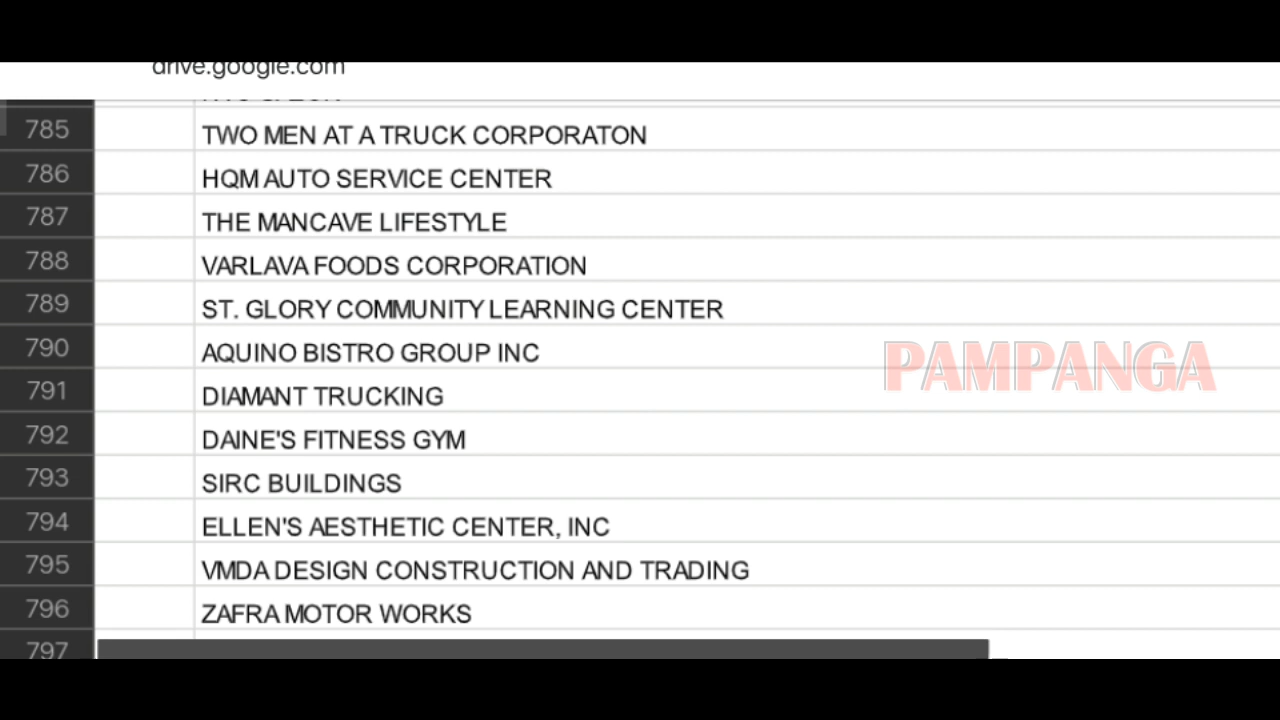 drive.google.com
785 TWO MEN AT A TRUCK CORPORATON
786 HQM AUTO SERVICE CENTER
787 THE MANCAVE LIFESTYLE
788 VARLAVA FOODS CORPORATION
789 ST. GLORY COMMUNITY LEARNING CENTER
790 AQUINO BISTRO GROUP INC
PAMPANGA
791 DIAMANT TRUCKING
792 DAINE'S FITNESS GYM
793 SIRC BUILDINGS
794 ELLEN'S AESTHETIC CENTER, INC
795 VMDA DESIGN CONSTRUCTION AND TRADING
796 ZAFRA MOTOR WORKS
797